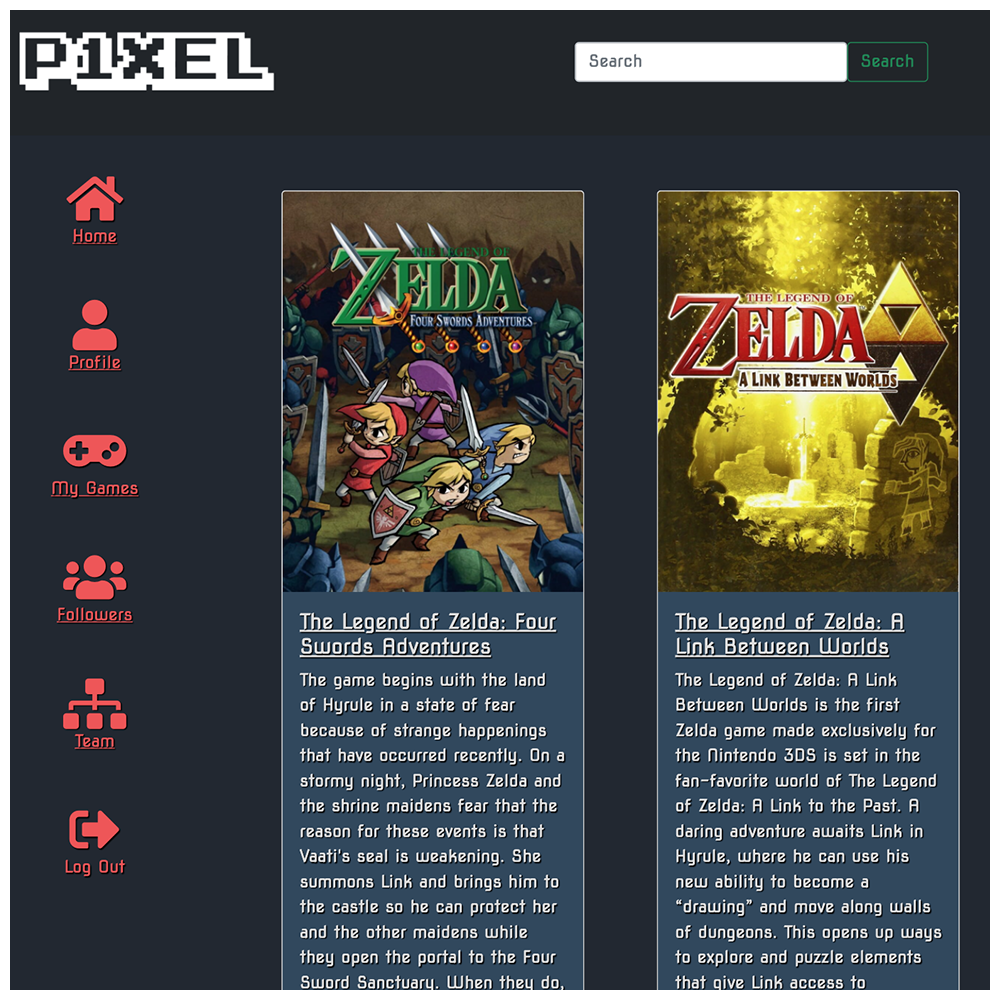 P1XEL
Search
Search
Home
Profile
My Games
Followers
Team
Log Out
THE LEGEND OF
ZELDA
FOUR SWORDS ADVENTURES
The Legend of Zelda: Four
Swords Adventures
The game begins with the land
of Hyrule in a state of fear
because of strange happenings
that have occurred recently. On a
stormy night, Princess Zelda and
the shrine maidens fear that the
reason for these events is that
Vaati's seal is weakening. She
summons Link and brings him to
the castle so he can protect her
and the other maidens while
they open the portal to the Four
Sword Sanctuary. When they do,
THE LEGEND OF
ZELDA
A LINK BETWEEN WORLDS
The Legend of Zelda: A
Link Between Worlds
The Legend of Zelda: A Link
Between Worlds is the first
Zelda game made exclusively for
the Nintendo 3DS is set in the
fan-favorite world of The Legend
of Zelda: A Link to the Past. A
daring adventure awaits Link in
Hyrule, where he can use his
new ability to become a
“drawing” and move along walls
of dungeons. This opens up ways
to explore and puzzle elements
that give Link access to